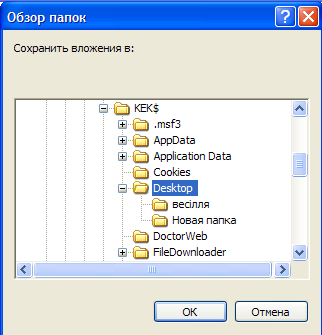 Обзор папок
Сохранить вложения в:
KEK$
.msf3
AppData
Application Data
Cookies
Desktop
весілля
Новая папка
DoctorWeb
FileDownloader
OK
Отмена